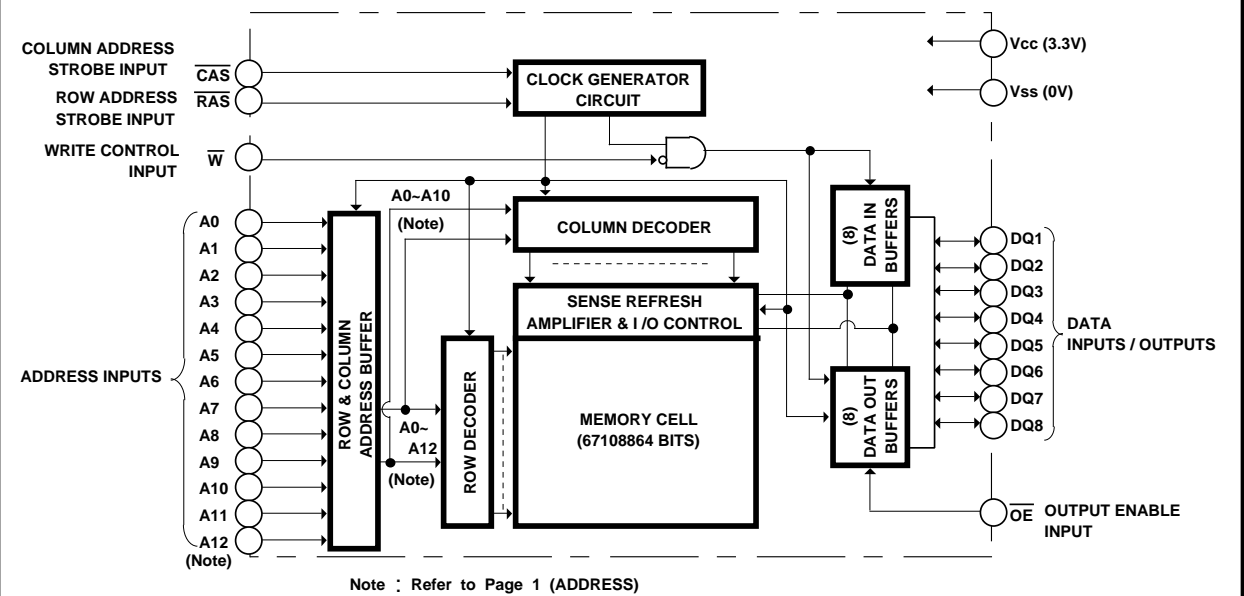 COLUMN ADDRESS
STROBE INPUT
CAS
ROW ADDRESS
STROBE INPUT
RAS
WRITE CONTROL
INPUT
W
CLOCK GENERATOR
CIRCUIT
Vcc (3.3V)
Vss (0V)
ADDRESS INPUTS
A0
A1
A2
A3
A4
A5
A6
A7
A8
A9
A10
A11
A12
(Note)
ROW & COLUMN
ADDRESS BUFFER
A0~A10
(Note)
COLUMN DECODER
SENSE REFRESH
AMPLIFIER & I /O CONTROL
A0~
A12
(Note)
ROW DECODER
MEMORY CELL
(67108864 BITS)
(8)
DATA IN
BUFFERS
(8)
DATA OUT
BUFFERS
DQ1
DQ2
DQ3
DQ4
DQ5
DQ6
DQ7
DQ8
DATA
INPUTS / OUTPUTS
OE
OUTPUT ENABLE
INPUT
Note : Refer to Page 1 (ADDRESS)